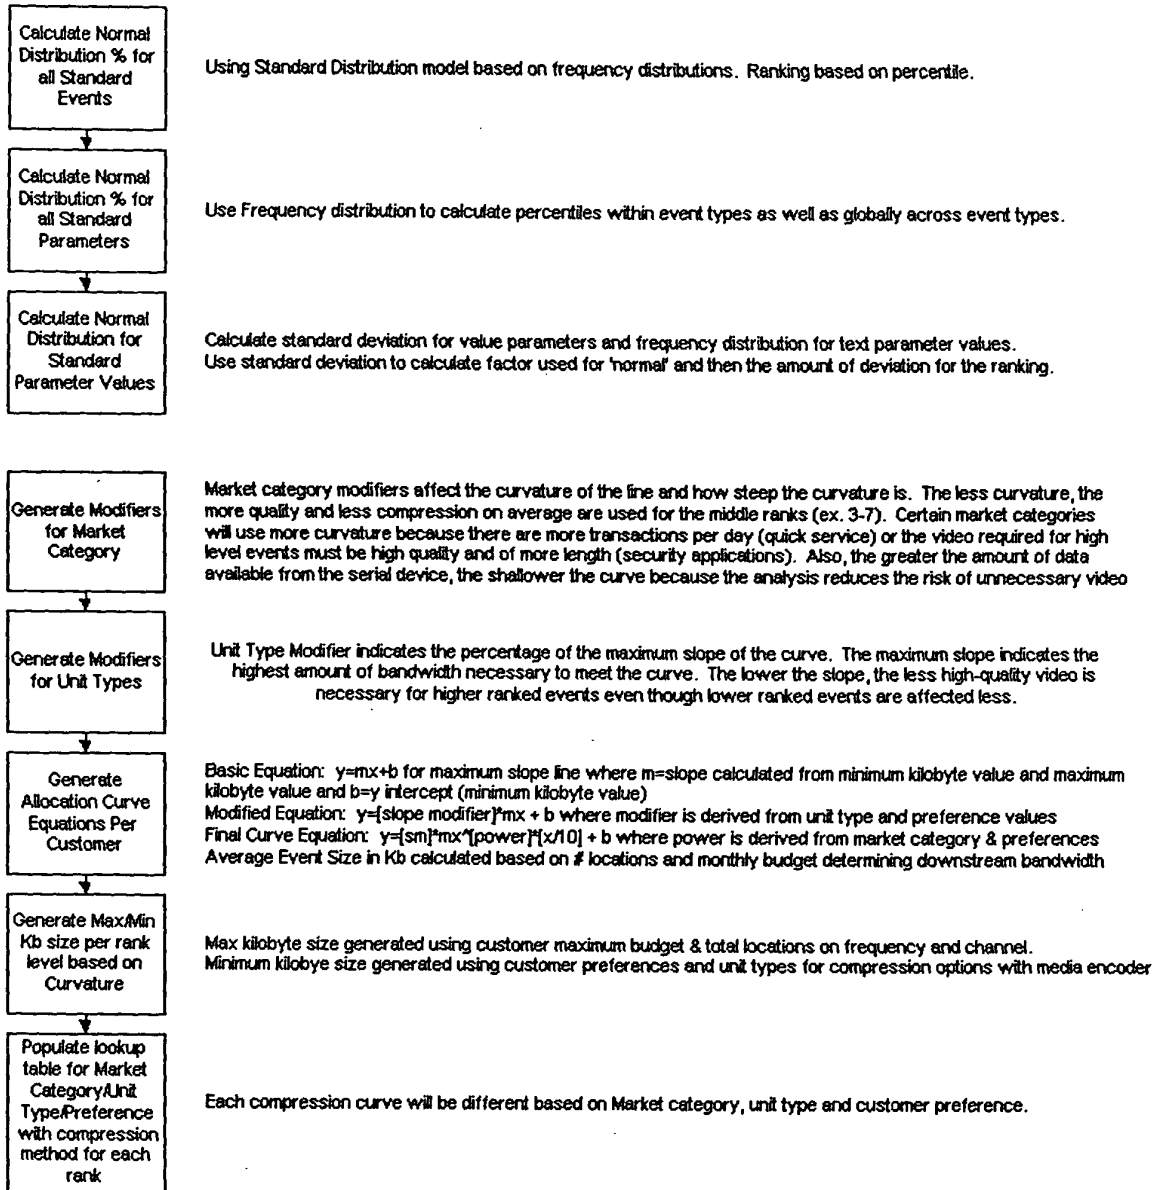 Calculate Normal
Distribution % for
all Standard
Events
Using Standard Distribution model based on frequency distributions. Ranking based on percentile.
Calculate Normal
Distribution % for
all Standard
Parameters
Use Frequency distribution to calculate percentiles within event types as well as globally across event types.
Calculate Normal
Distribution for
Standard
Parameter Values
Calculate standard deviation for value parameters and frequency distribution for text parameter values.
Use standard deviation to calculate factor used for 'normal' and then the amount of deviation for the ranking.
Generate Modifiers
for Market
Category
Market category modifiers affect the curvature of the line and how steep the curvature is. The less curvature, the
more quality and less compression on average are used for the middle ranks (ex. 3-7). Certain market categories
will use more curvature because there are more transactions per day (quick service) or the video required for high
level events must be high quality and of more length (security applications). Also, the greater the amount of data
available from the serial device, the shallower the curve because the analysis reduces the risk of unnecessary video
Generate Modifiers
for Unit Types
Unit Type Modifier indicates the percentage of the maximum slope of the curve. The maximum slope indicates the
highest amount of bandwidth necessary to meet the curve. The lower the slope, the less high-quality video is
necessary for higher ranked events even though lower ranked events are affected less.
Generate
Allocation Curve
Equations Per
Customer
Basic Equation: y=mx+b for maximum slope line where m=slope calculated from minimum kilobyte value and maximum
kilobyte value and b=y intercept (minimum kilobyte value)
Modified Equation: y=[slope modifier]*mx + b where modifier is derived from unit type and preference values
Final Curve Equation: y=[sm]*mx^[power]*[x/10] + b where power is derived from market category & preferences
Average Event Size in Kb calculated based on # locations and monthly budget determining downstream bandwidth
Generate Max/Min
Kb size per rank
level based on
Curvature
Max kilobyte size generated using customer maximum budget & total locations on frequency and channel.
Minimum kilobye size generated using customer preferences and unit types for compression options with media encoder
Populate lookup
table for Market
Category/Unit
Type/Preference
with compression
method for each
rank
Each compression curve will be different based on Market category, unit type and customer preference.